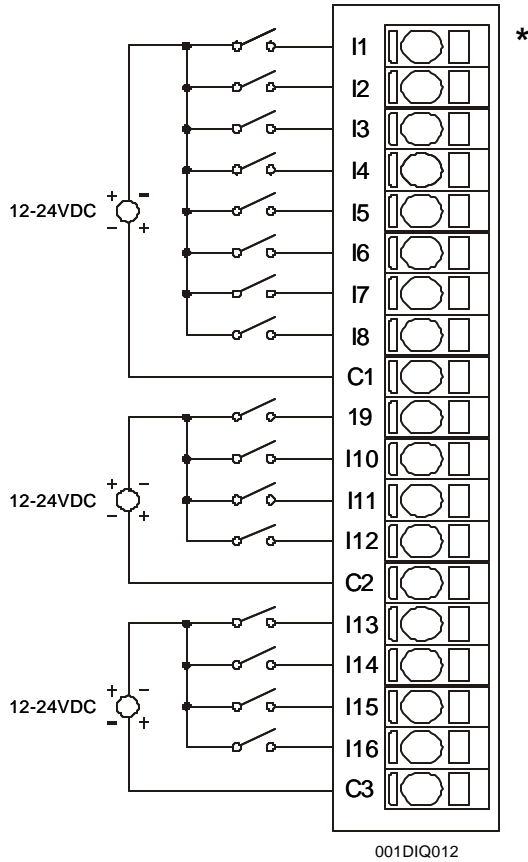 *
I1
I2
I3
I4
I5
I6
I7
I8
C1
19
I10
I11
I12
C2
I13
I14
I15
I16
C3
+ -
12-24VDC
- +
+ -
12-24VDC
- +
+ -
12-24VDC
- +
001DIQ012